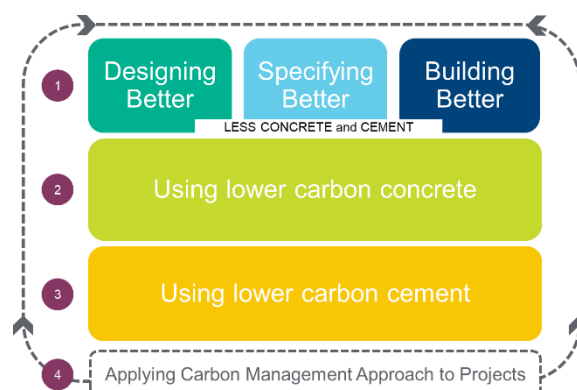 1
Designing
Better
Specifying
Better
Building
Better
LESS CONCRETE and CEMENT
2
Using lower carbon concrete
3
Using lower carbon cement
4
Applying Carbon Management Approach to Projects